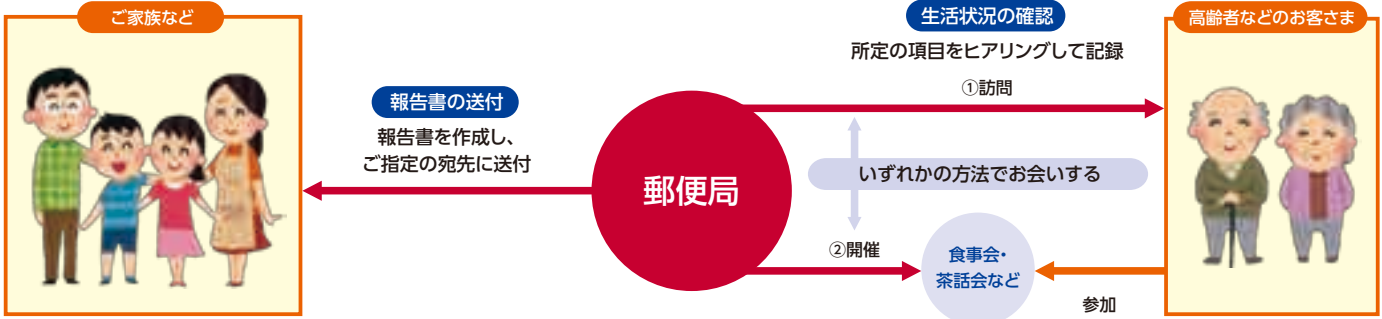 ご家族など
報告書の送付
報告書を作成し、
ご指定の宛先に送付
郵便局
生活状況の確認
所定の項目をヒアリングして記録
①訪問
いずれかの方法でお会いする
②開催
食事会・
茶話会など
参加
高齢者などのお客さま